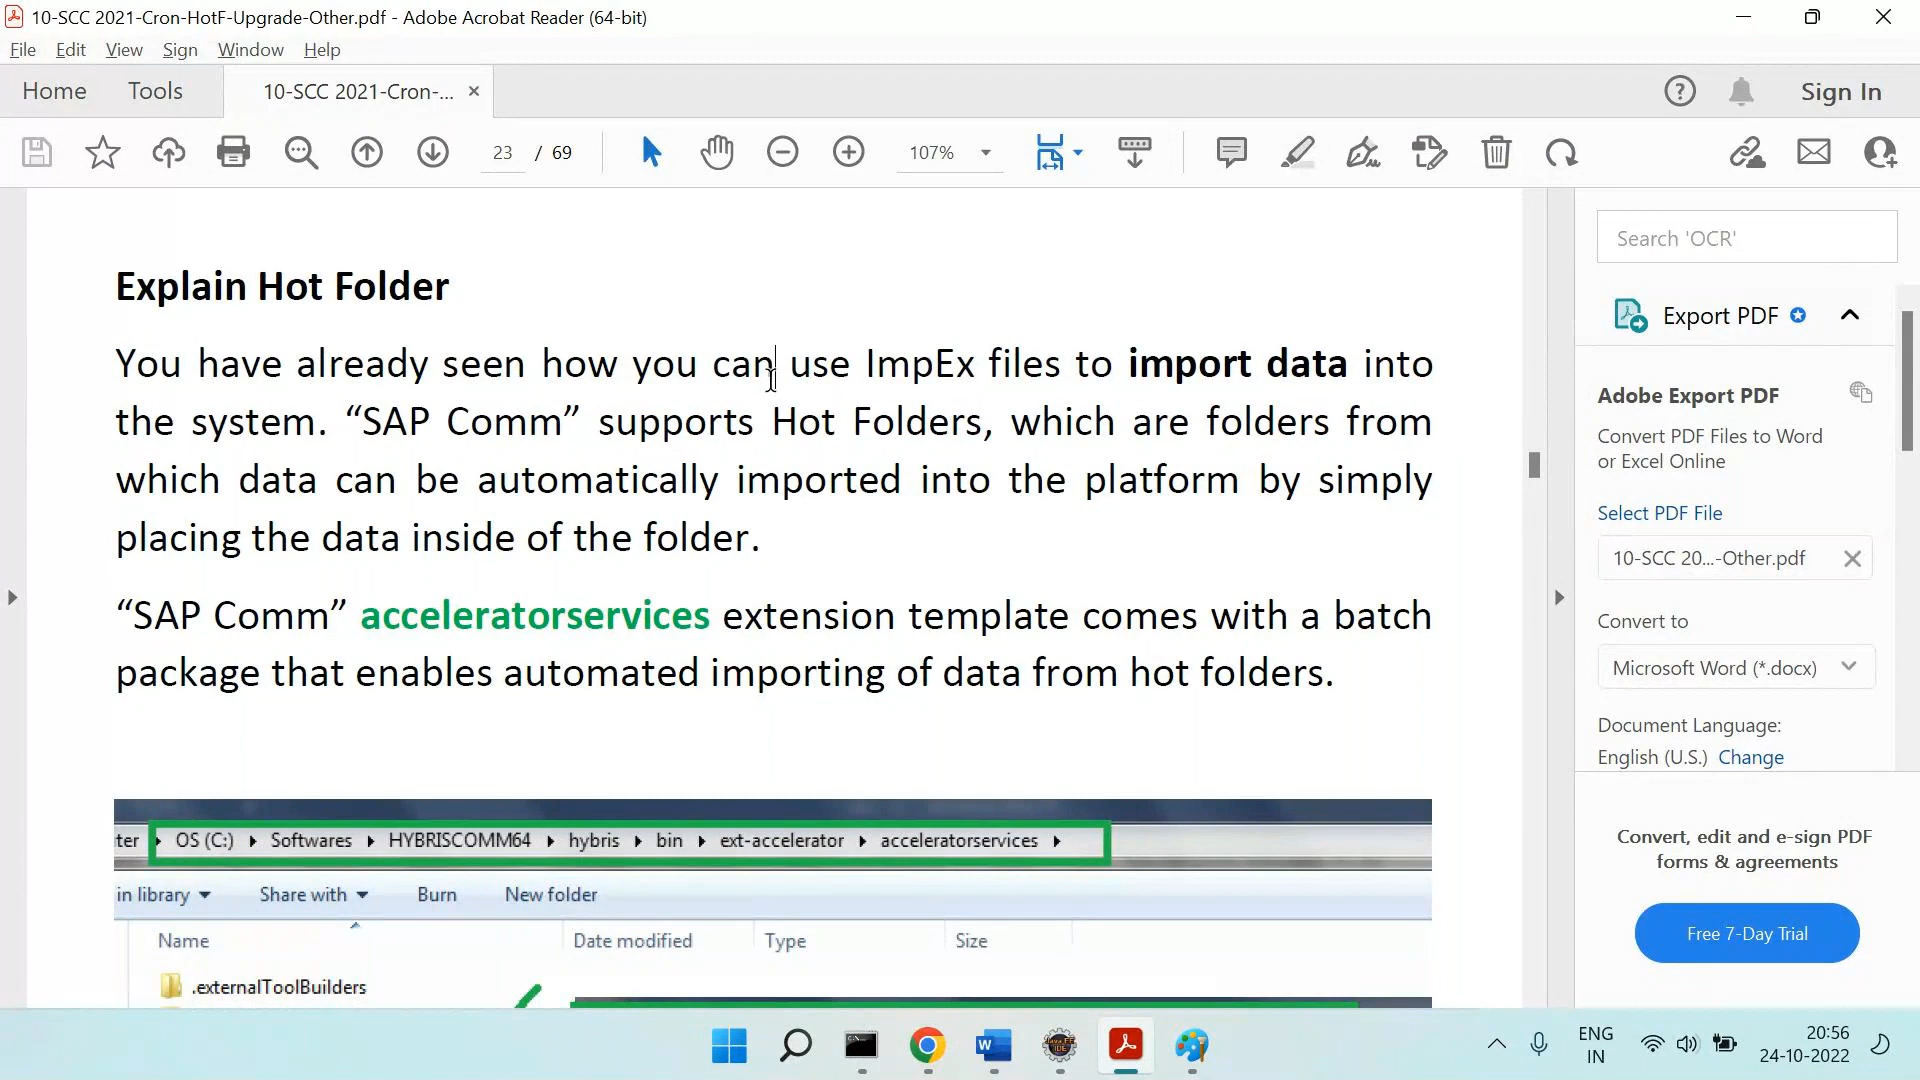 10-SCC 2021-Cron-HotF-Upgrade-Other.pdf - Adobe Acrobat Reader (64-bit)
File Edit View Sign Window Help
Home Tools 10-SCC 2021-Cron-... × Sign In
23 / 69 107%
Explain Hot Folder
You have already seen how you can use ImpEx files to import data into
the system. “SAP Comm” supports Hot Folders, which are folders from
which data can be automatically imported into the platform by simply
placing the data inside of the folder.
“SAP Comm” acceleratorservices extension template comes with a batch
package that enables automated importing of data from hot folders.
ter OS (C:) Softwares HYBRISCOMM64 hybris bin ext-accelerator acceleratorservices
in library Share with Burn New folder
Name Date modified Type Size
.externalToolBuilders
Search 'OCR'
Export PDF
Adobe Export PDF
Convert PDF Files to Word
or Excel Online
Select PDF File
10-SCC 20...-Other.pdf
Convert to
Microsoft Word (*.docx)
Document Language:
English (U.S.) Change
Convert, edit and e-sign PDF
forms & agreements
Free 7-Day Trial
ENG
IN
20:56
24-10-2022